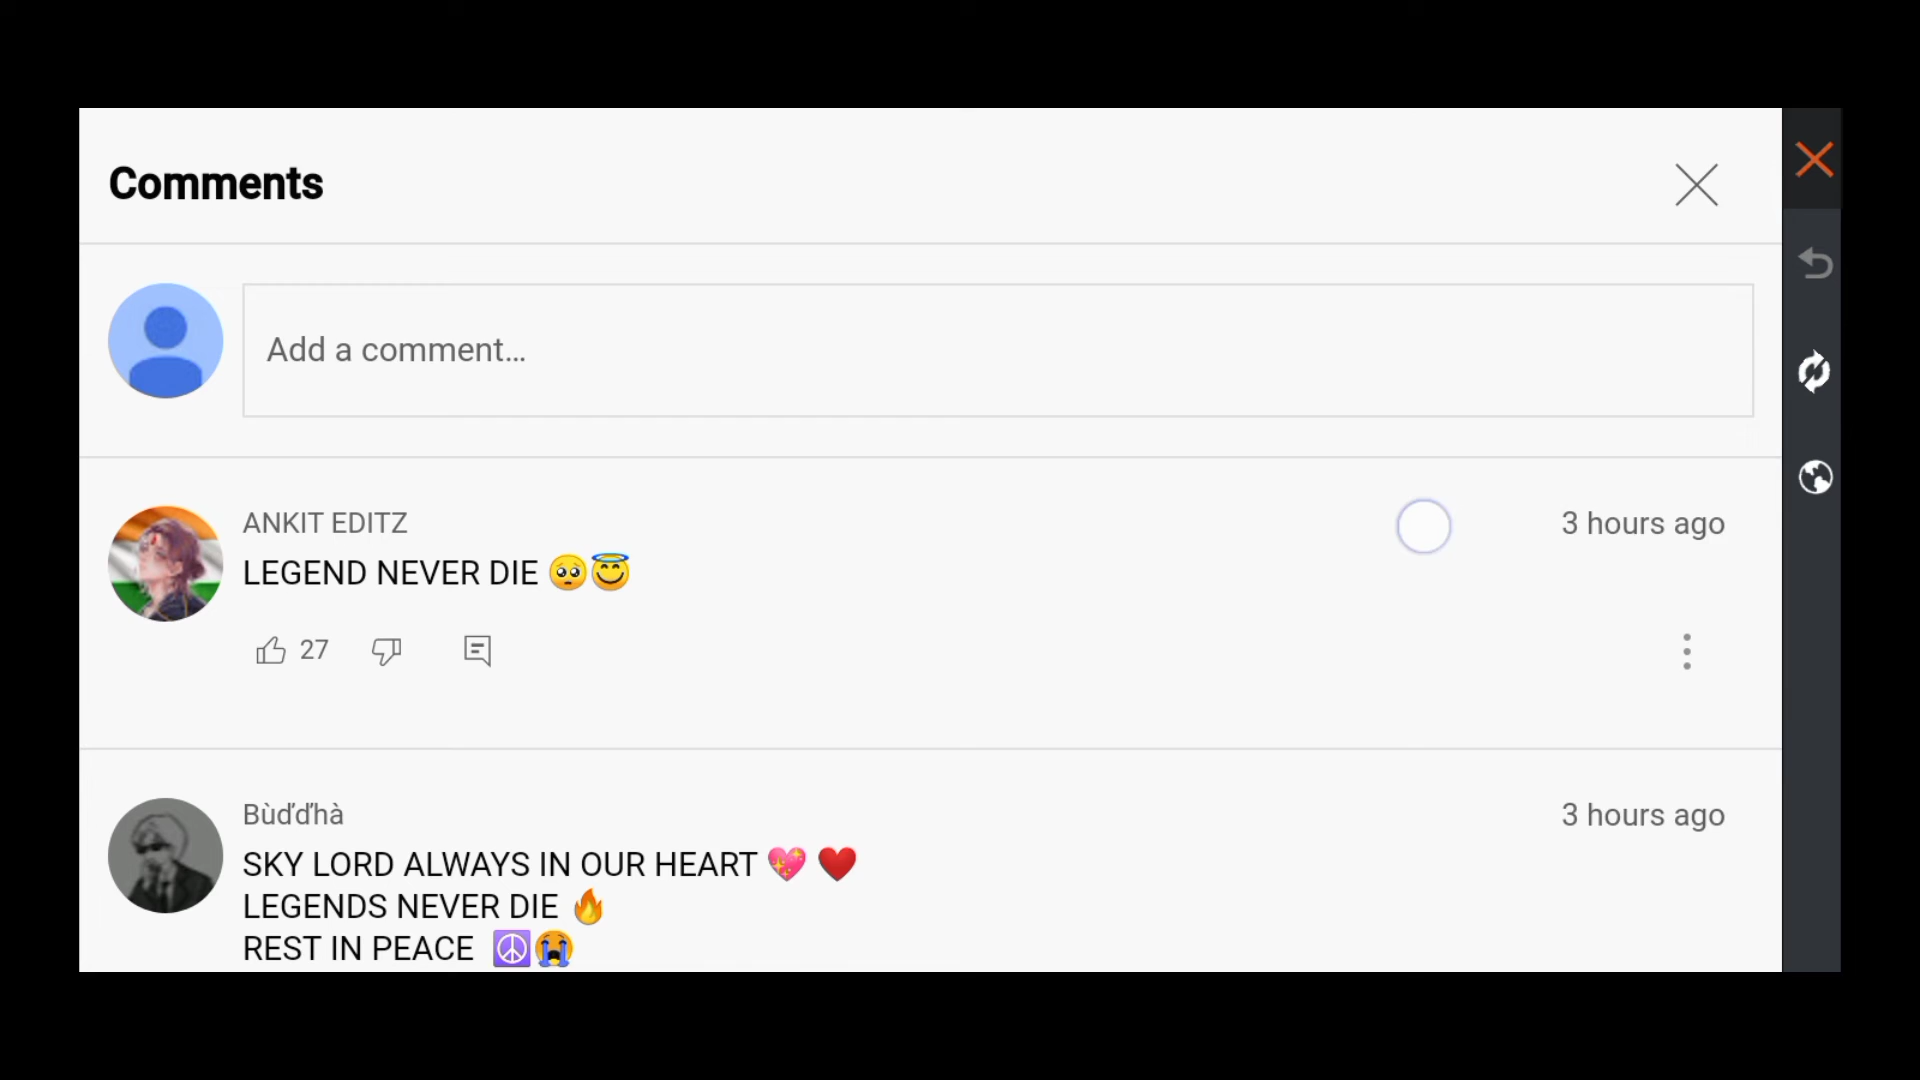 Comments
Add a comment...
ANKIT EDITZ
3 hours ago
LEGEND NEVER DIE 🥺😇
27
Bùďďhà
3 hours ago
SKY LORD ALWAYS IN OUR HEART 💖 ❤️
LEGENDS NEVER DIE 🔥
REST IN PEACE ☮️😭